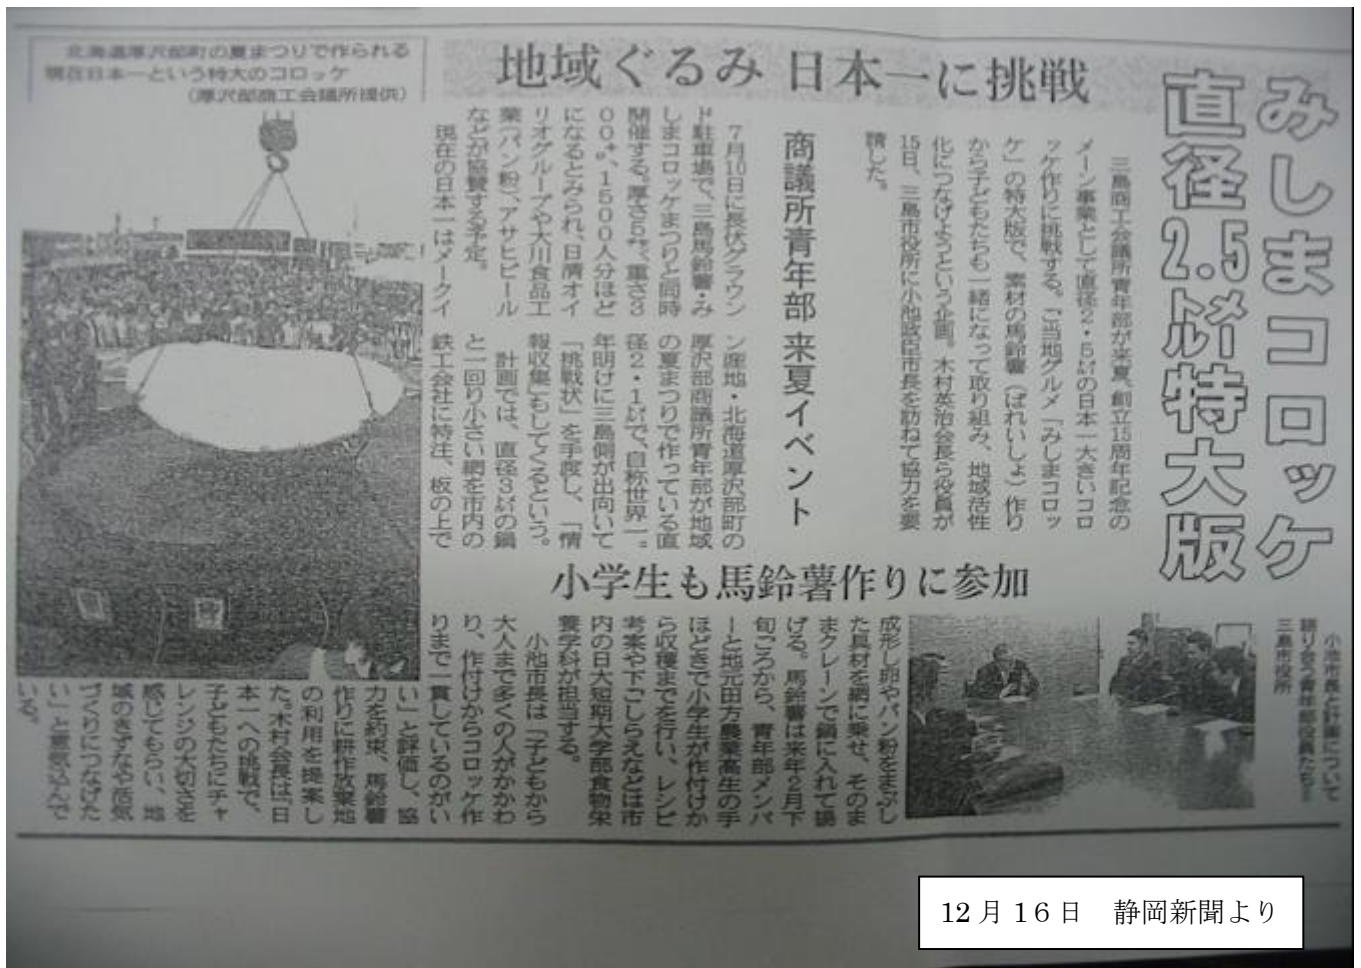 みしまコロッケ
直径2.5メートル特大版
地域ぐるみ 日本一に挑戦
三島商工会議所青年部が来夏、創立15周年記念の
メーン事業として直径2・5㍍の日本一大きいコロ
ッケ作りに挑戦する。ご当地グルメ「みしまコロッ
ケ」の特大版で、素材の馬鈴薯(ばれいしょ)作り
から子どもたちも一緒になって取り組み、地域活性
化につなげようという企画。木村英治会長ら役員が
15日、三島市役所に小池政臣市長を訪ねて協力を要
請した。
商議所青年部 来夏イベント
7月10日に長伏グラウン
ド駐車場で、三島馬鈴薯・み
しまコロッケまつりと同時
開催する。厚さ5㌢、重さ3
00㌔、1500人分ほど
になるとみられ、日清オイ
リオグループや大川食品工
業(パン粉)、アサヒビール
などが協賛する予定。
現在の日本一はメークイ
ン産地・北海道厚沢部町の
厚沢部商議所青年部が地域
の夏まつりで作っている直
径2・1㍍で、自称世界一。
年明けに三島側が出向いて
「挑戦状」を手渡し、「情
報収集」もしてくるという。
計画では、直径3㍍の鍋
と一回り小さい網を市内の
鉄工会社に特注、板の上で
小学生も馬鈴薯作りに参加
成形し卵やパン粉をまぶし
た具材を網に乗せ、そのま
まクレーンで鍋に入れて揚
げる。馬鈴薯は来年2月下
旬ごろから、青年部メンバ
ーと地元田方農業高生の手
ほどきで小学生が作付けか
ら収穫までを行い、レシピ
考案や下ごしらえなどは市
内の日大短期大学部食物栄
養学科が担当する。
小池市長は「子どもから
大人まで多くの人がかかわ
り、作付けからコロッケ作
りまで一貫しているのがい
い」と評価し、協
力を約束、馬鈴薯
作りに耕作放棄地
の利用を提案し
た。木村会長は「日
本一への挑戦で、
子どもたちにチャ
レンジの大切さを
感じてもらい、地
域のきずなや活気
づくりにつなげた
い」と意気込んで
いる。
北海道厚沢部町の夏まつりで作られる
現在日本一という特大のコロッケ
(厚沢部商工会議所提供)
小池市長と計画について
語り合う青年部役員たち=
三島市役所
12月16日 静岡新聞より